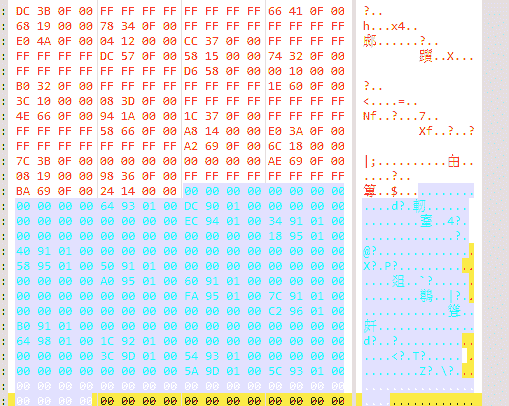 : DC 3B 0F 00 FF FF FF FF FF FF FF FF 66 41 0F 00 ?..
: 68 19 00 00 78 34 0F 00 FF FF FF FF FF FF FF FF h...x4..
: E0 4A 0F 00 04 12 00 00 CC 37 0F 00 FF FF FF FF ......?..
: FF FF FF FF DC 57 0F 00 58 15 00 00 74 32 0F 00 ..X...
: FF FF FF FF FF FF FF FF D6 58 0F 00 00 10 00 00
: B0 32 0F 00 FF FF FF FF FF FF FF FF 1E 60 0F 00 ?..
: 3C 10 00 00 08 3D 0F 00 FF FF FF FF FF FF FF FF <....=..
: 4E 66 0F 00 94 1A 00 00 1C 37 0F 00 FF FF FF FF Nf..?...7..
: FF FF FF FF 58 66 0F 00 A8 14 00 00 E0 3A 0F 00 Xf..?..?
: FF FF FF FF FF FF FF FF A2 69 0F 00 6C 18 00 00
: 7C 3B 0F 00 00 00 00 00 00 00 00 00 AE 69 0F 00 |;..........
: 08 19 00 00 98 36 0F 00 FF FF FF FF FF FF FF FF ....?..
: BA 69 0F 00 24 14 00 00 00 00 00 00 00 00 00 00 ..$...
: 00 00 00 00 64 93 01 00 DC 90 01 00 00 00 00 00
: 00 00 00 00 00 00 00 00 EC 94 01 00 34 91 01 00
: 00 00 00 00 00 00 00 00 00 00 00 00 18 95 01 00
: 40 91 01 00 00 00 00 00 00 00 00 00 00 00 00 00
: 58 95 01 00 50 91 01 00 00 00 00 00 00 00 00 00
: 00 00 00 00 A0 95 01 00 60 91 01 00 00 00 00 00
: 00 00 00 00 00 00 00 00 FA 95 01 00 7C 91 01 00
: 00 00 00 00 00 00 00 00 00 00 00 00 C2 96 01 00
: 80 91 01 00 00 00 00 00 00 00 00 00 00 00 00 00
: 64 98 01 00 1C 92 01 00 00 00 00 00 00 00 00 00
: 00 00 00 00 3C 9D 01 00 54 93 01 00 00 00 00 00
: 00 00 00 00 00 00 00 00 5A 9D 01 00 5C 93 01 00
: 00 00 00 00 00 00 00 00 00 00 00 00 00 00 00 00
: 00 00 00 00 00 00 00 00 00 00 00 00 00 00 00 00